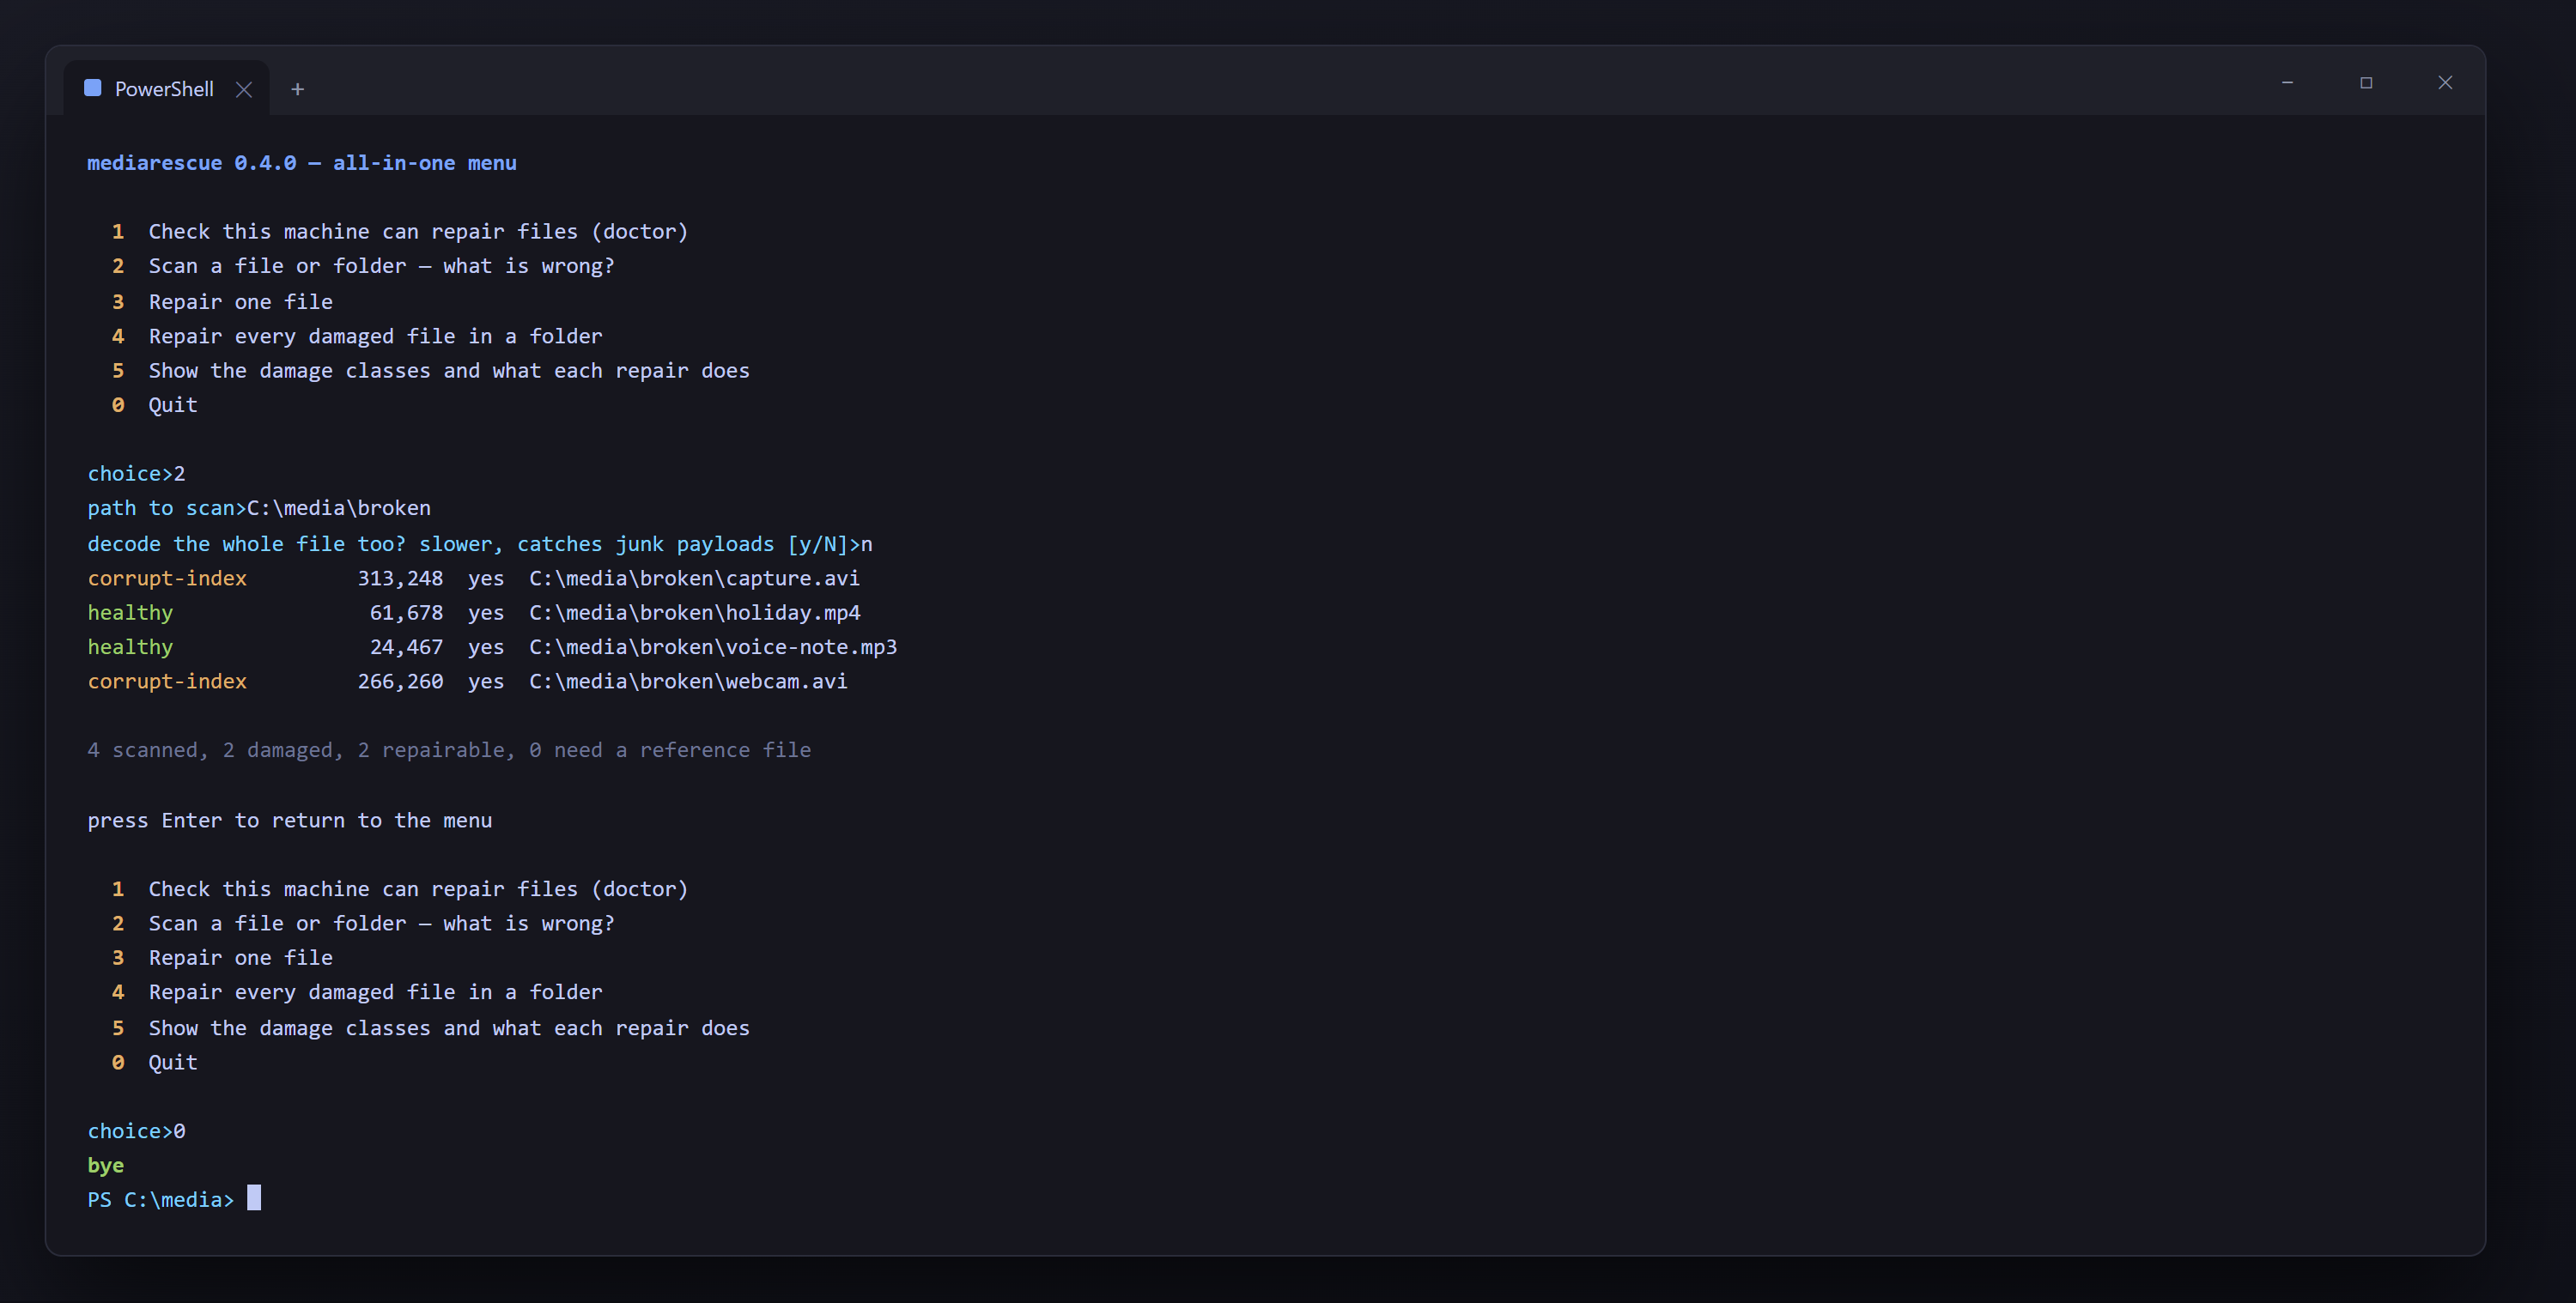 PowerShell
mediarescue 0.4.0 — all-in-one menu
1 Check this machine can repair files (doctor)
2 Scan a file or folder — what is wrong?
3 Repair one file
4 Repair every damaged file in a folder
5 Show the damage classes and what each repair does
0 Quit
choice>2
path to scan>C:\media\broken
decode the whole file too? slower, catches junk payloads [y/N]>n
corrupt-index 313,248 yes C:\media\broken\capture.avi
healthy 61,678 yes C:\media\broken\holiday.mp4
healthy 24,467 yes C:\media\broken\voice-note.mp3
corrupt-index 266,260 yes C:\media\broken\webcam.avi
4 scanned, 2 damaged, 2 repairable, 0 need a reference file
press Enter to return to the menu
1 Check this machine can repair files (doctor)
2 Scan a file or folder — what is wrong?
3 Repair one file
4 Repair every damaged file in a folder
5 Show the damage classes and what each repair does
0 Quit
choice>0
bye
PS C:\media>